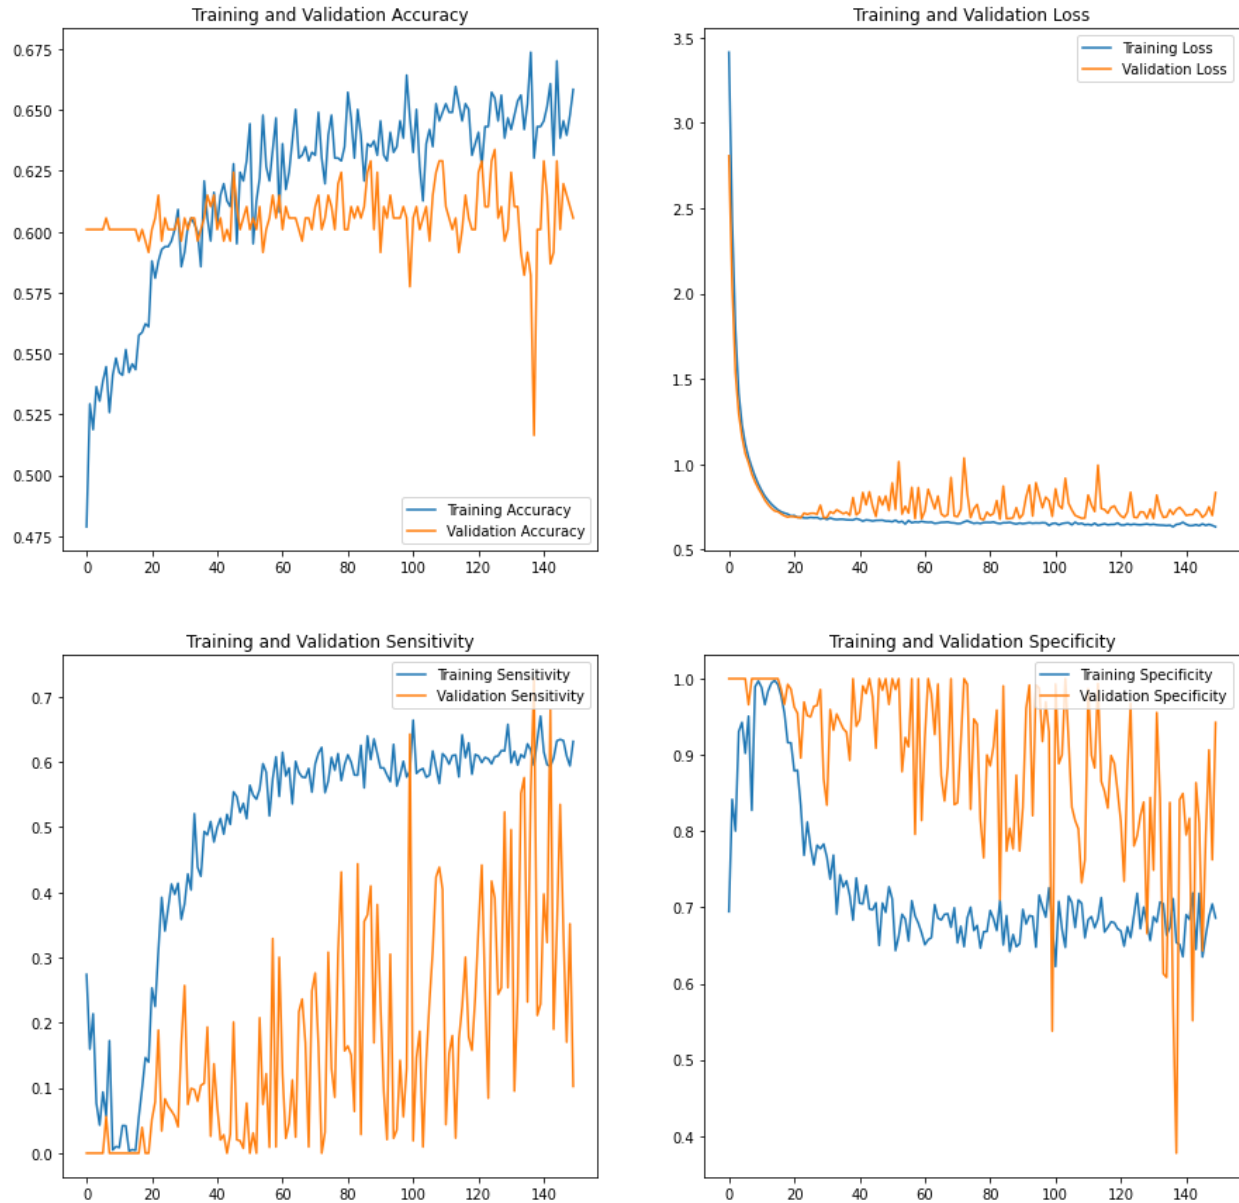 Training and Validation Accuracy
0.675
0.650
0.625
0.600
0.575
0.550
0.525
0.500
0.475
Training Accuracy
Validation Accuracy
0 20 40 60 80 100 120 140
Training and Validation Loss
3.5
3.0
2.5
2.0
1.5
1.0
0.5
Training Loss
Validation Loss
0 20 40 60 80 100 120 140
Training and Validation Sensitivity
0.7
0.6
0.5
0.4
0.3
0.2
0.1
0.0
Training Sensitivity
Validation Sensitivity
0 20 40 60 80 100 120 140
Training and Validation Specificity
1.0
0.9
0.8
0.7
0.6
0.5
0.4
Training Specificity
Validation Specificity
0 20 40 60 80 100 120 140